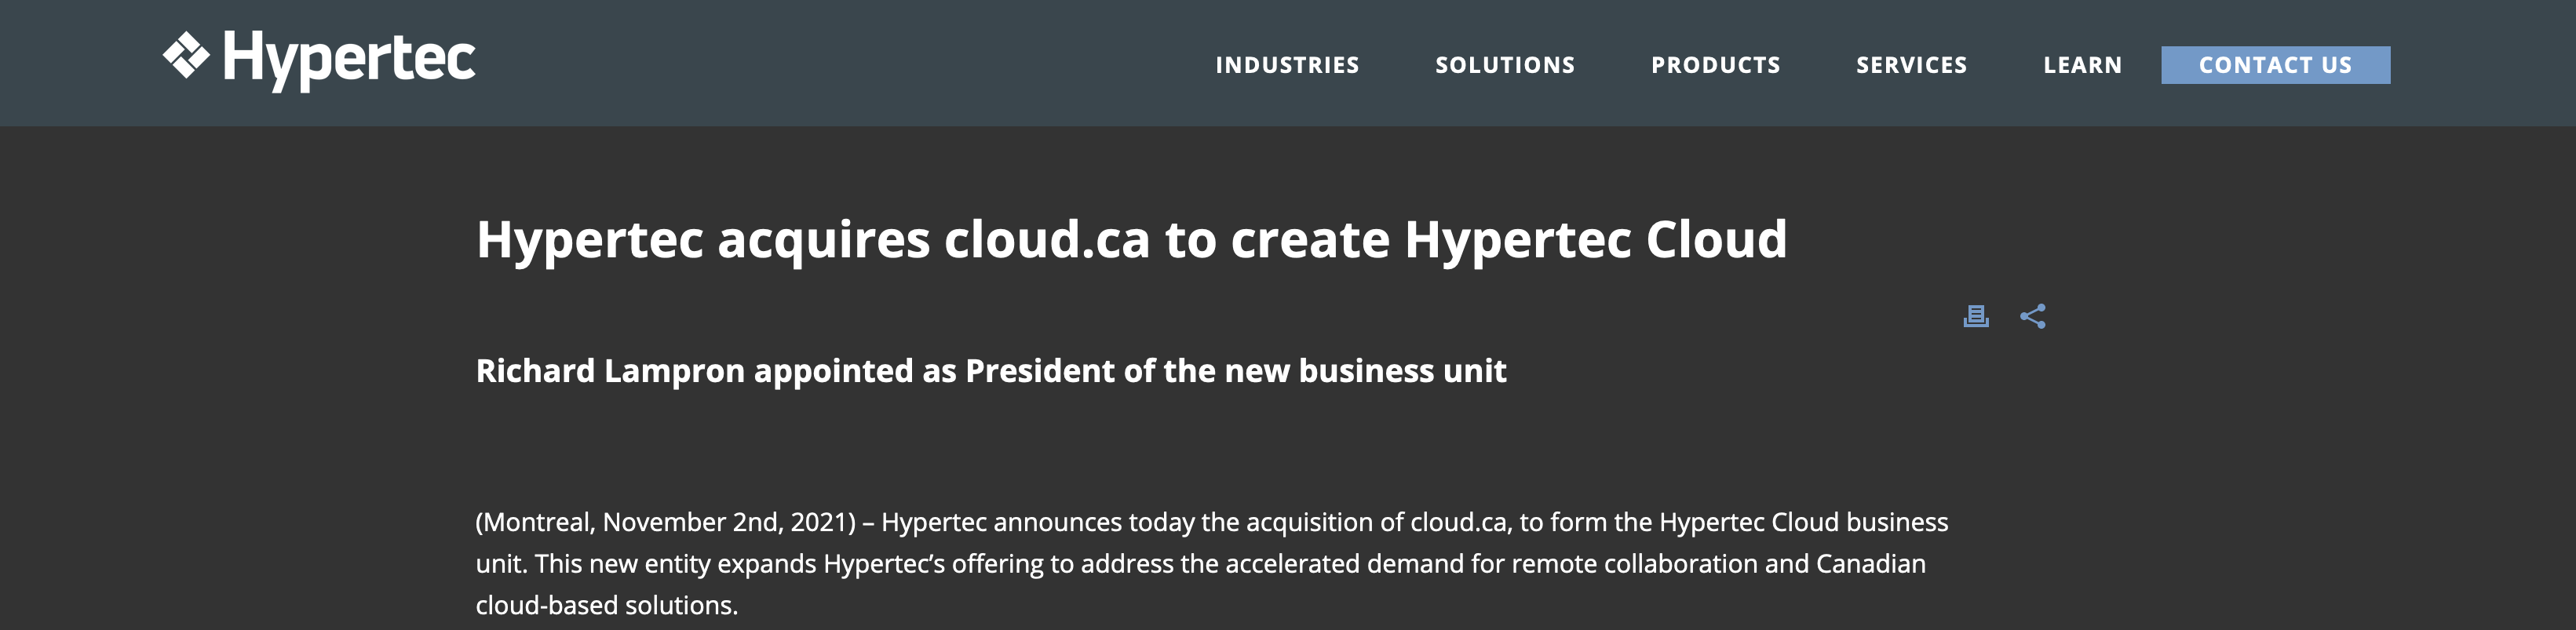 Hypertec
INDUSTRIES
SOLUTIONS
PRODUCTS
SERVICES
LEARN
CONTACT US
Hypertec acquires cloud.ca to create Hypertec Cloud
Richard Lampron appointed as President of the new business unit
(Montreal, November 2nd, 2021) – Hypertec announces today the acquisition of cloud.ca, to form the Hypertec Cloud business
unit. This new entity expands Hypertec’s offering to address the accelerated demand for remote collaboration and Canadian
cloud-based solutions.